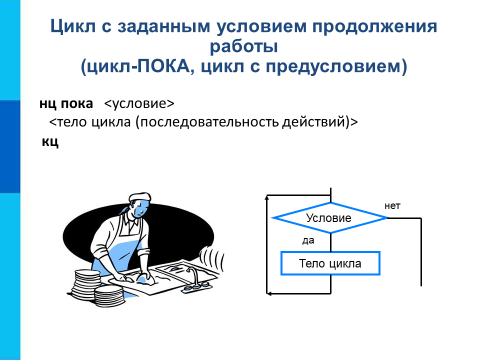 Цикл с заданным условием продолжения
работы
(цикл-ПОКА, цикл с предусловием)
нц пока <условие>
<тело цикла (последовательность действий)>
кц
Условие
нет
да
Тело цикла